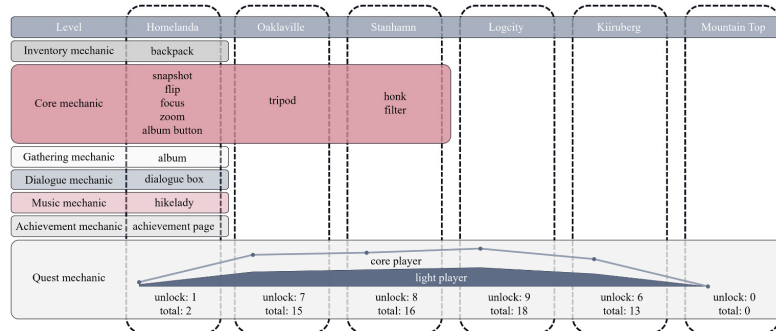 Level Homelanda Oaklaville Stanhamn Logcity Kiiruberg Mountain Top
Inventory mechanic backpack
Core mechanic
snapshot
flip
focus
zoom
album button
tripod
honk
filter
Gathering mechanic album
Dialogue mechanic dialogue box
Music mechanic hikelady
Achievement mechanic achievement page
Quest mechanic
core player
light player
unlock: 1 unlock: 7 unlock: 8 unlock: 9 unlock: 6 unlock: 0
total: 2 total: 15 total: 16 total: 18 total: 13 total: 0